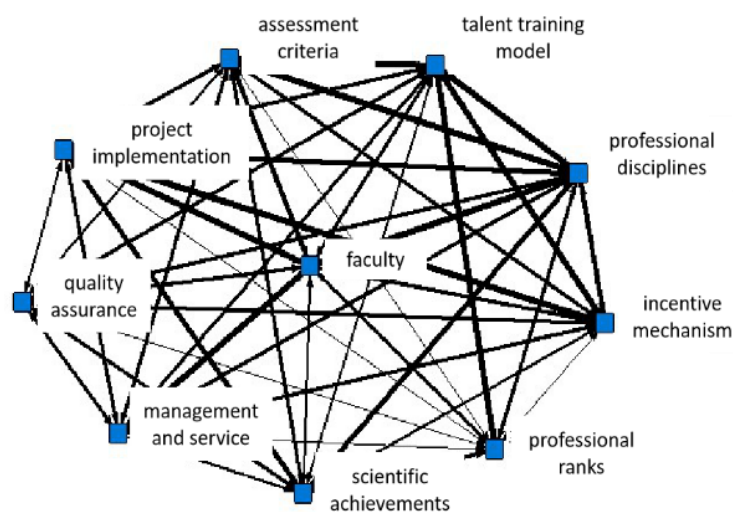 assessment
criteria
talent training
model
project
implementation
professional
disciplines
faculty
quality
assurance
incentive
mechanism
management
and service
professional
ranks
scientific
achievements